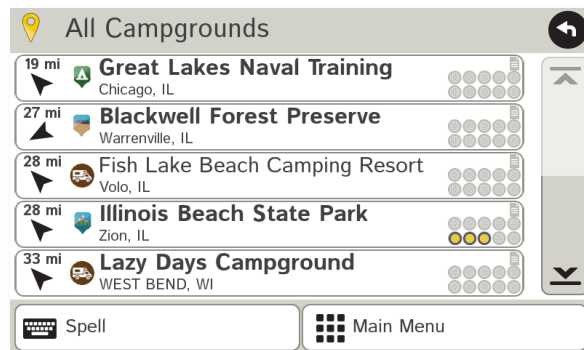 All Campgrounds
19 mi
Great Lakes Naval Training
Chicago, IL
27 mi
Blackwell Forest Preserve
Warrenville, IL
28 mi
Fish Lake Beach Camping Resort
Volo, IL
28 mi
Illinois Beach State Park
Zion, IL
33 mi
Lazy Days Campground
WEST BEND, WI
Spell
Main Menu